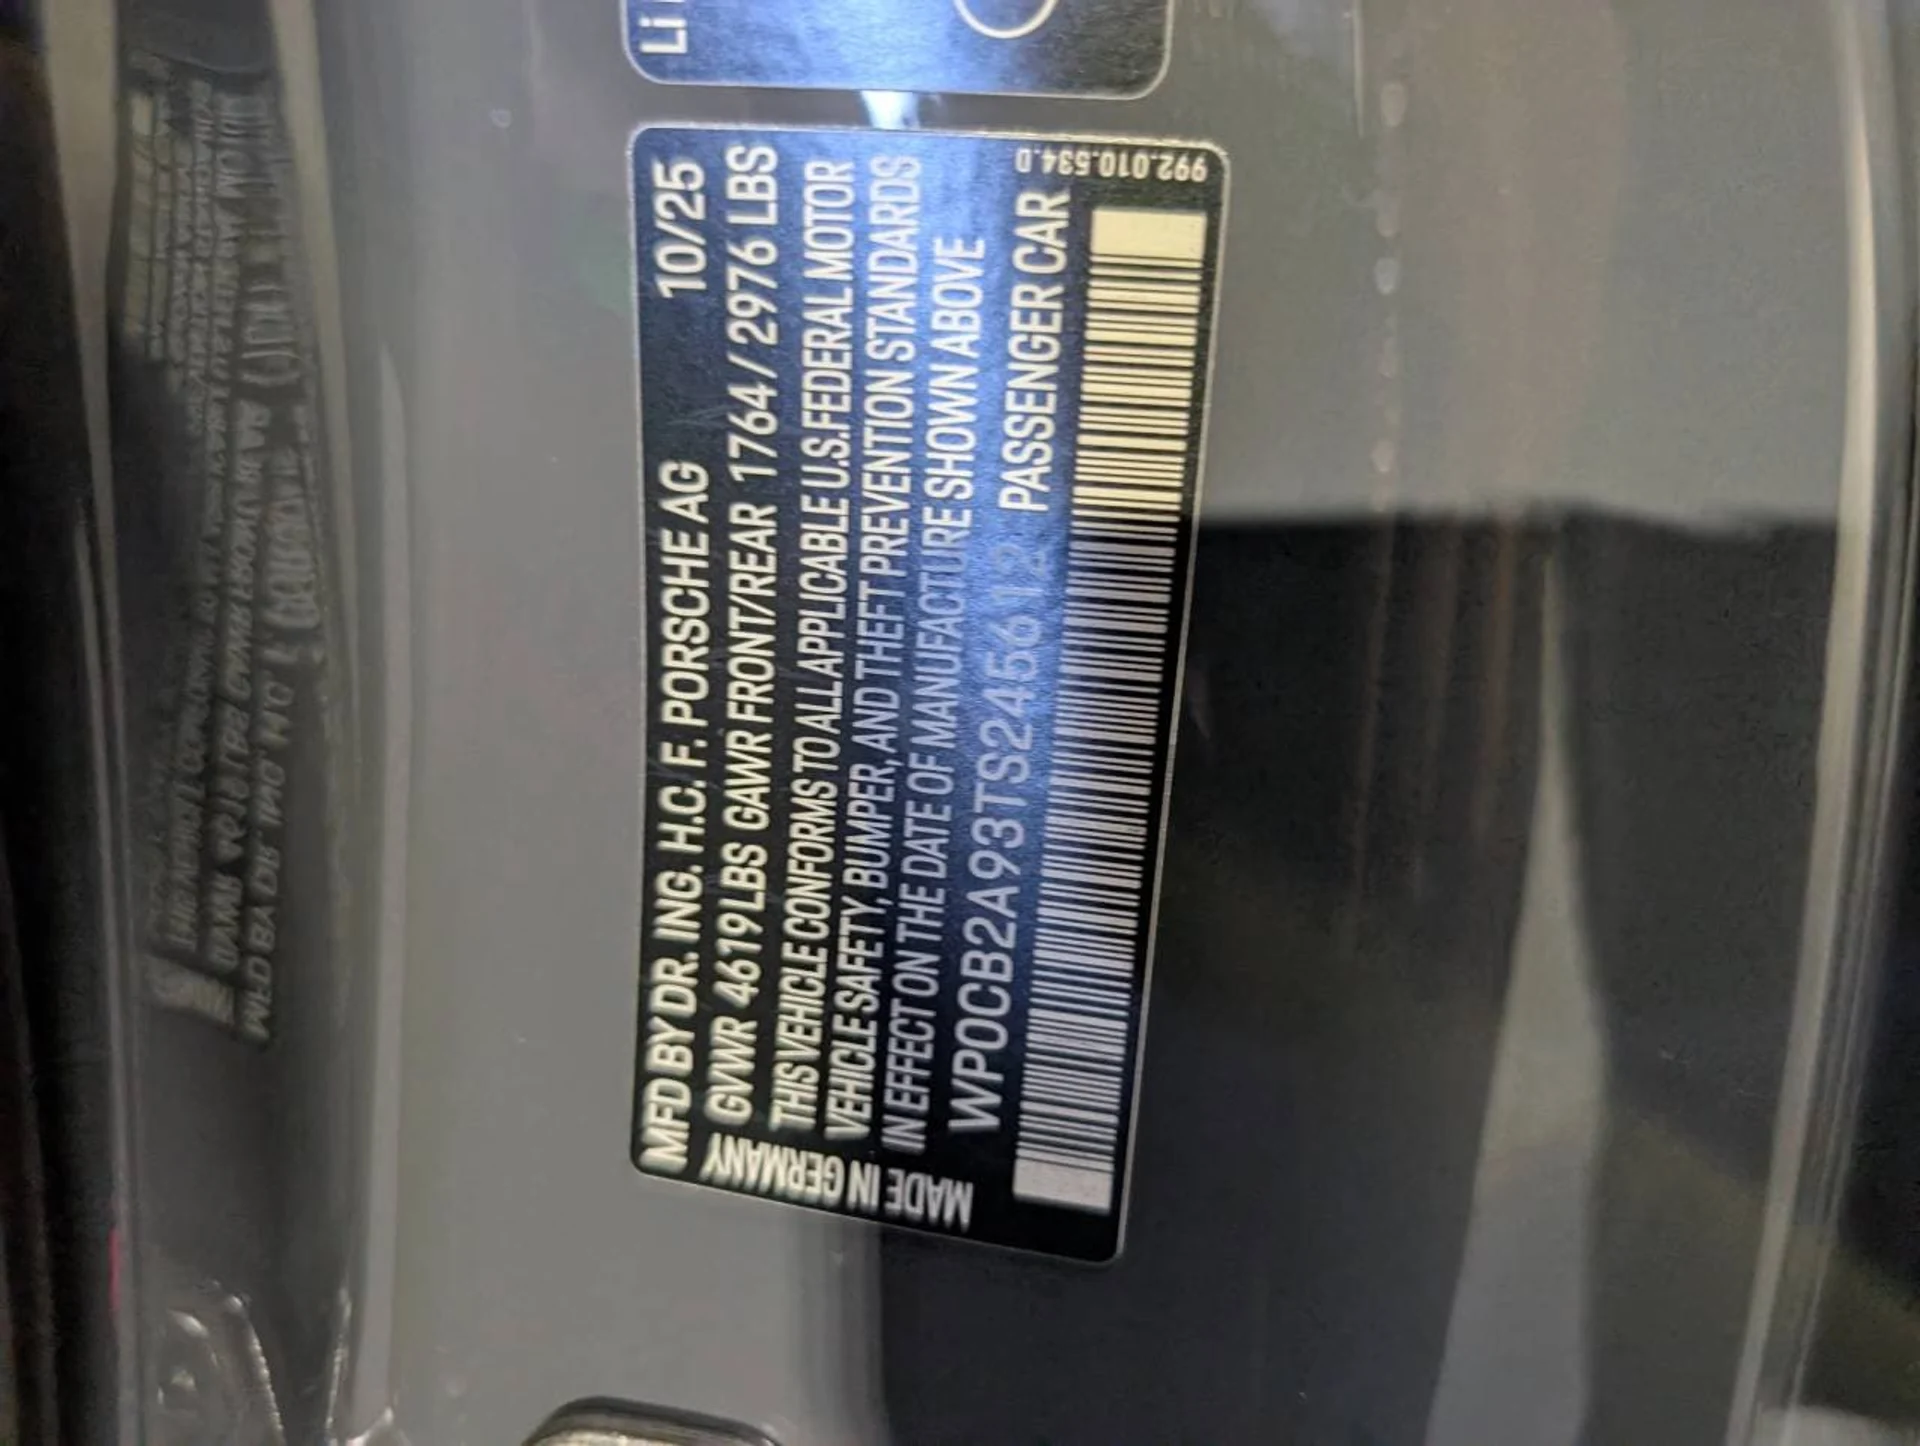 Li
MFD BY DR. ING. H.C. F. PORSCHE AG 10/25
GVWR 4619LBS GAWR FRONT/REAR 1764/2976 LBS
THIS VEHICLE CONFORMS TO ALL APPLICABLE U.S.FEDERAL MOTOR
VEHICLE SAFETY, BUMPER, AND THEFT PREVENTION STANDARDS
IN EFFECT ON THE DATE OF MANUFACTURE SHOWN ABOVE
WP0CB2A93TS245612 PASSENGER CAR
MADE IN GERMANY
992.010.534.D